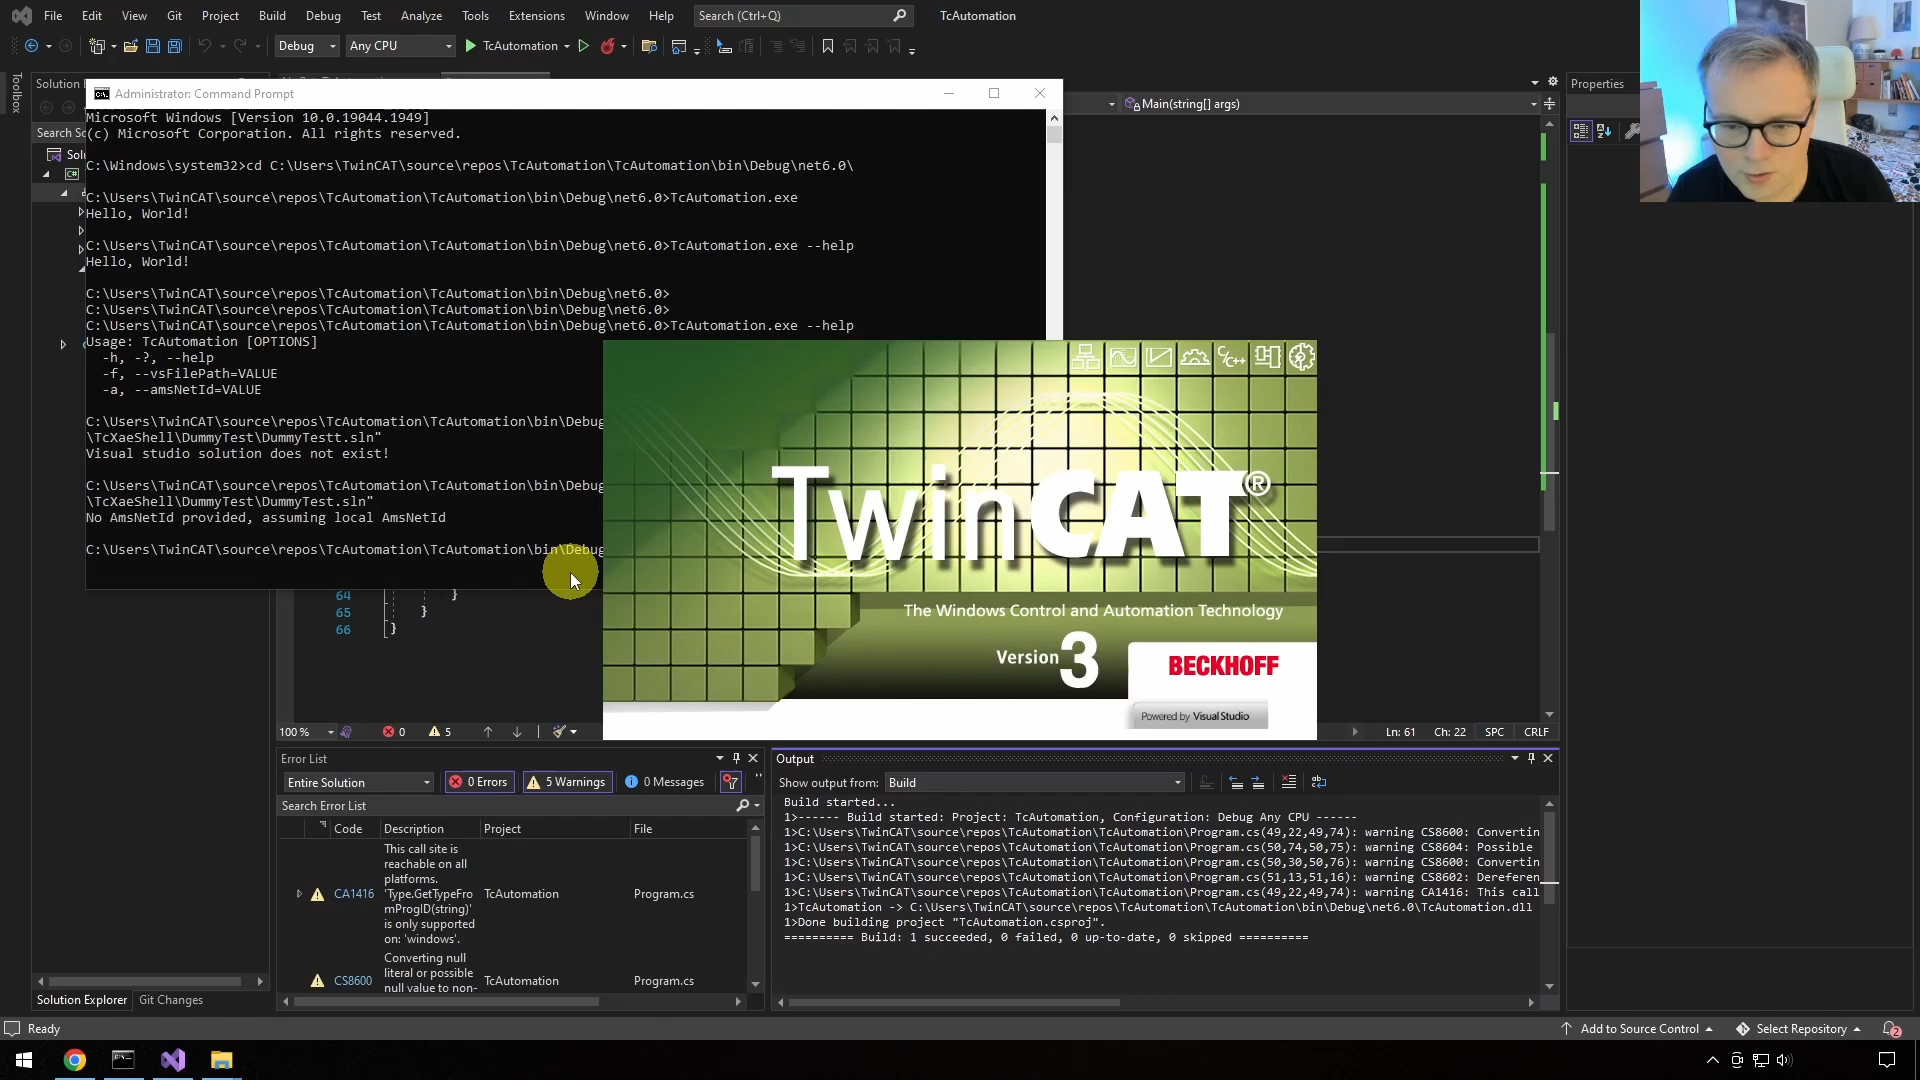 File Edit View Git Project Build Debug Test Analyze Tools Extensions Window Help Search (Ctrl+Q) TcAutomation
Debug Any CPU TcAutomation
Toolbox
Solution
Search So
Solu
Administrator: Command Prompt
Microsoft Windows [Version 10.0.19044.1949]
(c) Microsoft Corporation. All rights reserved.
C:\Windows\system32>cd C:\Users\TwinCAT\source\repos\TcAutomation\TcAutomation\bin\Debug\net6.0\
C:\Users\TwinCAT\source\repos\TcAutomation\TcAutomation\bin\Debug\net6.0>TcAutomation.exe
Hello, World!
C:\Users\TwinCAT\source\repos\TcAutomation\TcAutomation\bin\Debug\net6.0>TcAutomation.exe --help
Hello, World!
C:\Users\TwinCAT\source\repos\TcAutomation\TcAutomation\bin\Debug\net6.0>
C:\Users\TwinCAT\source\repos\TcAutomation\TcAutomation\bin\Debug\net6.0>
C:\Users\TwinCAT\source\repos\TcAutomation\TcAutomation\bin\Debug\net6.0>TcAutomation.exe --help
Usage: TcAutomation [OPTIONS]
-h, -?, --help
-f, --vsFilePath=VALUE
-a, --amsNetId=VALUE
C:\Users\TwinCAT\source\repos\TcAutomation\TcAutomation\bin\Debug
\TcXaeShell\DummyTest\DummyTestt.sln"
Visual studio solution does not exist!
C:\Users\TwinCAT\source\repos\TcAutomation\TcAutomation\bin\Debug
\TcXaeShell\DummyTest\DummyTest.sln"
No AmsNetId provided, assuming local AmsNetId
C:\Users\TwinCAT\source\repos\TcAutomation\TcAutomation\bin\Debug
Main(string[] args)
Properties
C/C++
TwinCAT®
The Windows Control and Automation Technology
Version 3
BECKHOFF
Powered by Visual Studio
64 }
65 }
66 }
100 % 0 5 Ln: 61 Ch: 22 SPC CRLF
Error List
Entire Solution 0 Errors 5 Warnings 0 Messages
Search Error List
Code Description Project File
CA1416 TcAutomation Program.cs
This call site is
reachable on all
platforms.
'Type.GetTypeFro
mProgID(string)'
is only supported
on: 'windows'.
CS8600 TcAutomation Program.cs
Converting null
literal or possible
null value to non-
Output
Show output from: Build
Build started...
1>------ Build started: Project: TcAutomation, Configuration: Debug Any CPU ------
1>C:\Users\TwinCAT\source\repos\TcAutomation\TcAutomation\Program.cs(49,22,49,74): warning CS8600: Convertin
1>C:\Users\TwinCAT\source\repos\TcAutomation\TcAutomation\Program.cs(50,74,50,75): warning CS8604: Possible
1>C:\Users\TwinCAT\source\repos\TcAutomation\TcAutomation\Program.cs(50,30,50,76): warning CS8600: Convertin
1>C:\Users\TwinCAT\source\repos\TcAutomation\TcAutomation\Program.cs(51,13,51,16): warning CS8602: Dereferen
1>C:\Users\TwinCAT\source\repos\TcAutomation\TcAutomation\Program.cs(49,22,49,74): warning CA1416: This call
1>TcAutomation -> C:\Users\TwinCAT\source\repos\TcAutomation\TcAutomation\bin\Debug\net6.0\TcAutomation.dll
1>Done building project "TcAutomation.csproj".
========== Build: 1 succeeded, 0 failed, 0 up-to-date, 0 skipped ==========
Solution Explorer Git Changes
Ready Add to Source Control Select Repository 2